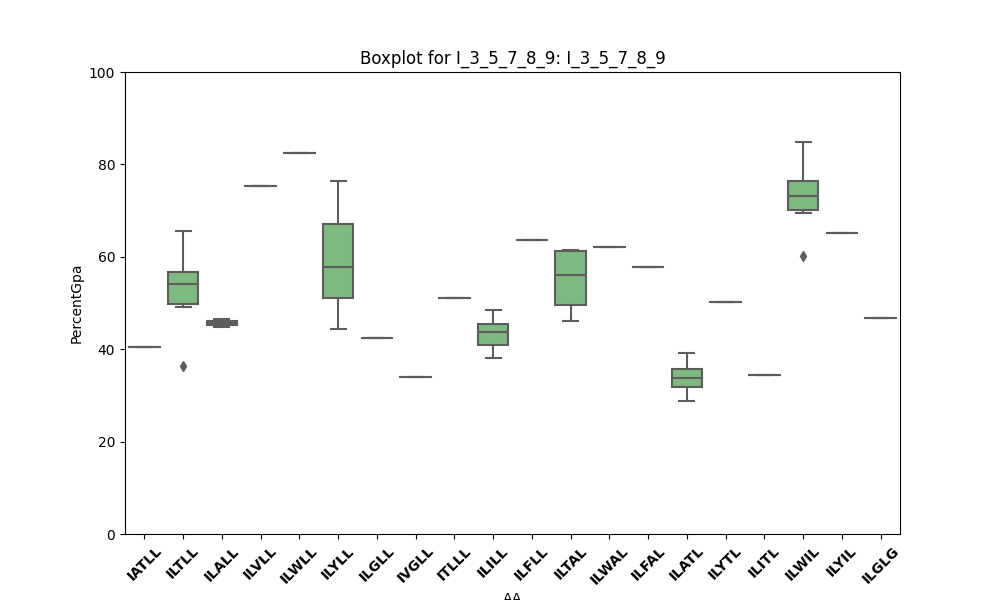 Boxplot for I_3_5_7_8_9: I_3_5_7_8_9
100
80
60
40
20
0
PercentGpa
IATLL ILTLL ILALL ILVLL ILWLL ILYLL ILGLL IVGLL ITLLL ILILL ILFLL ILTAL ILWAL ILFAL ILATL ILYTL ILITL ILWIL ILYIL ILGLG
AA